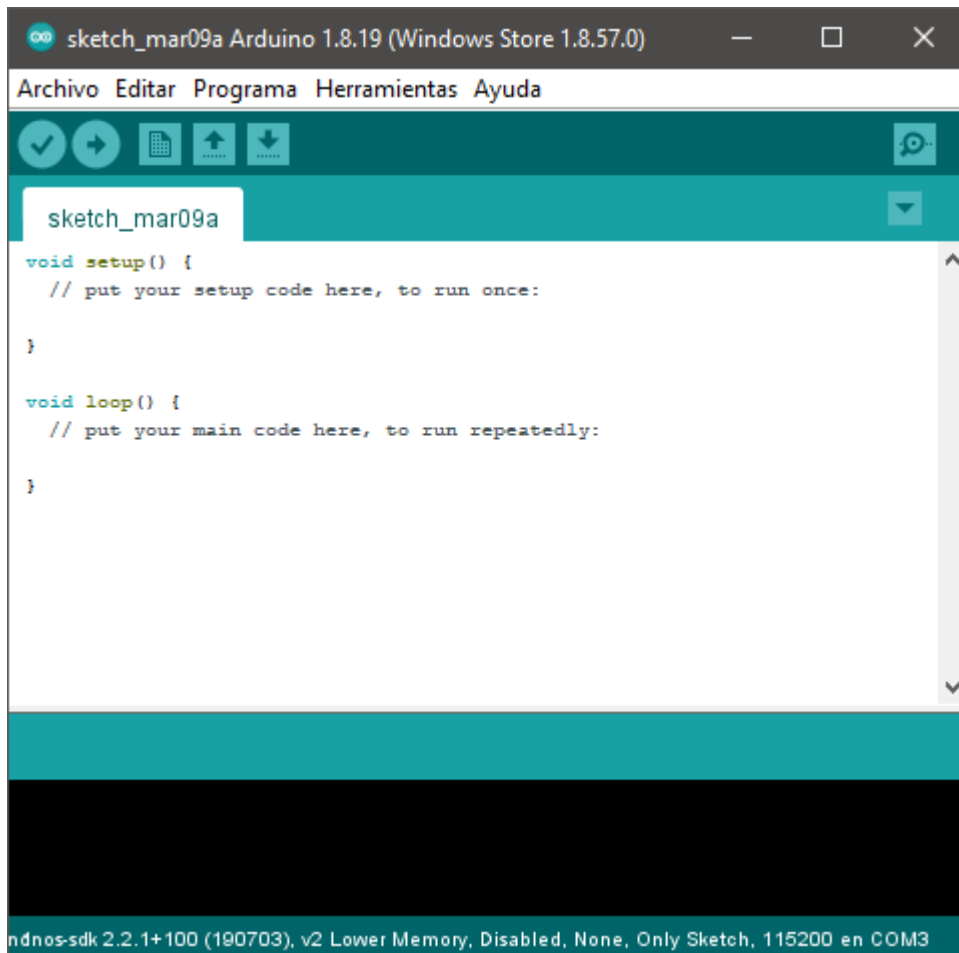 sketch_mar09a Arduino 1.8.19 (Windows Store 1.8.57.0)
Archivo Editar Programa Herramientas Ayuda
sketch_mar09a
void setup() {
// put your setup code here, to run once:
}
void loop() {
// put your main code here, to run repeatedly:
}
2.2.1+100 (190703), v2 Lower Memory, Disabled, None, Only Sketch, 115200 en COM3